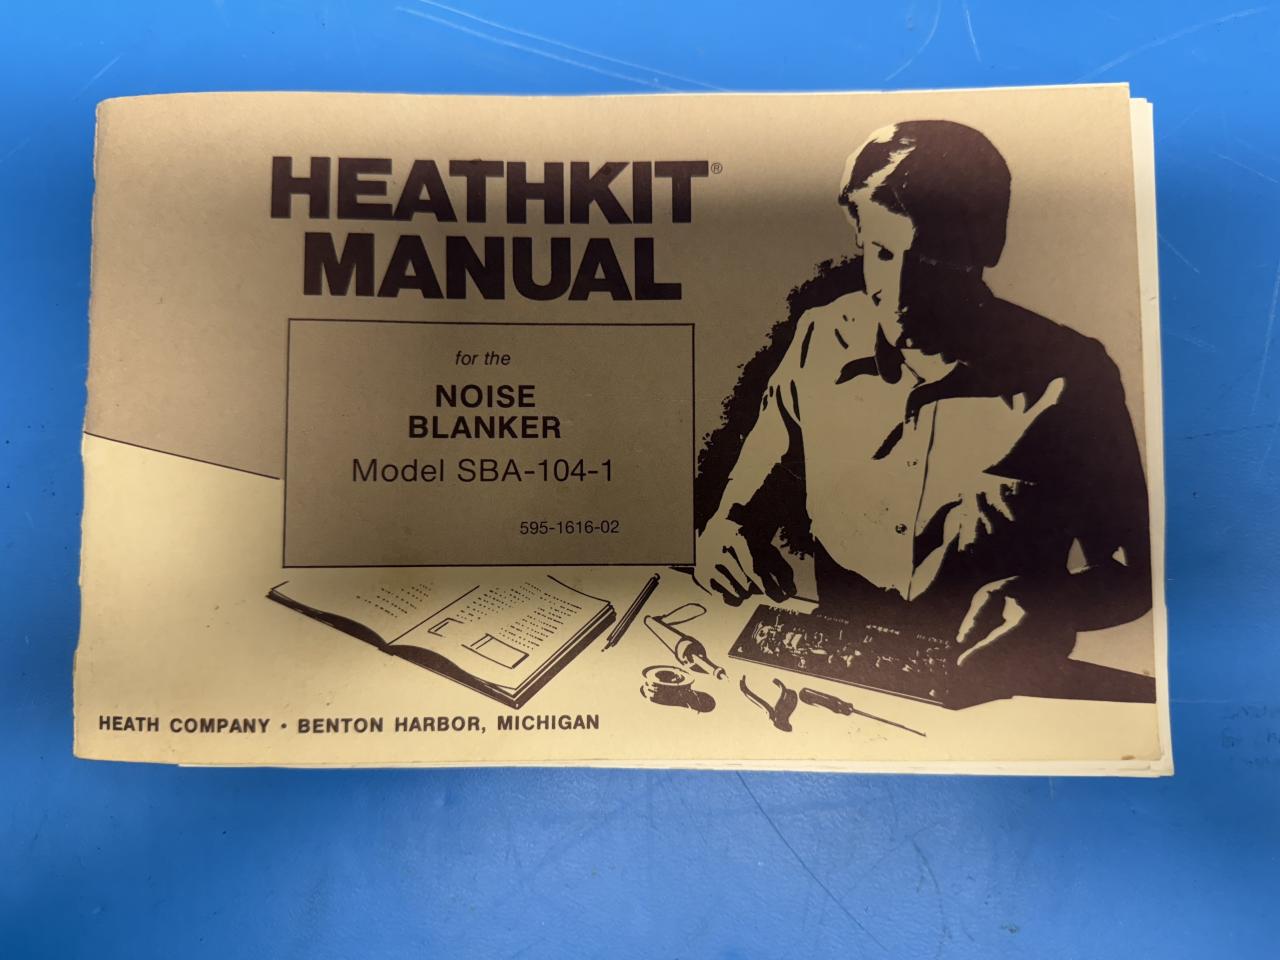 HEATHKIT®
MANUAL
for the
NOISE
BLANKER
Model SBA-104-1
595-1616-02
HEATH COMPANY • BENTON HARBOR, MICHIGAN